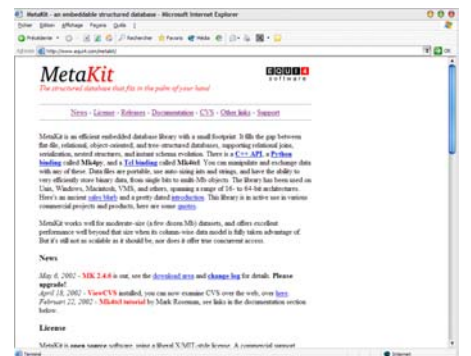 MetaKit - an embeddable structured database - Microsoft Internet Explorer
Fichier Edition Affichage Favoris Outils ?
Précédente Rechercher Favoris Média
http://www.equi4.com/metakit/ OK
MetaKit
EQUI4
software
The structured database that fits in the palm of your hand
News - License - Releases - Documentation - CVS - Other links - Support
MetaKit is an efficient embedded database library with a small footprint. It fills the gap between
flat-file, relational, object-oriented, and tree-structured databases, supporting relational joins,
serialization, nested structures, and instant schema evolution. There is a C++ API, a Python
binding called Mk4py, and a Tcl binding called Mk4tcl. You can manipulate and exchange data
with any of these. Data files are portable, use auto-sizing ints and strings, and have the ability to
very efficiently store binary data, from single bits to multi-Mb objects. The library has been used on
Unix, Windows, Macintosh, VMS, and others, spanning a range of 16- to 64-bit architectures.
Here's an ancient sales blurb and a pretty dated introduction. This library is in active use in various
commercial projects and products, here are some quotes.
MetaKit works well for moderate-size (a few dozen Mb) datasets, and offers excellent
performance well beyond that size when its column-wise data model is fully taken advantage of.
But it's still not as scalable as it should be, nor does it offer true concurrent access.
News
May 6, 2002 - MK 2.4.6 is out, see the download area and change log for details. Please
upgrade!
April 18, 2002 - ViewCVS installed, you can now examine CVS over the web, over here.
February 22, 2002 - Mk4tcl tutorial by Mark Roseman, see links in the documentation section
below.
License
MetaKit is open source software, using a liberal X/MIT-style license. A commercial support
Terminé Internet